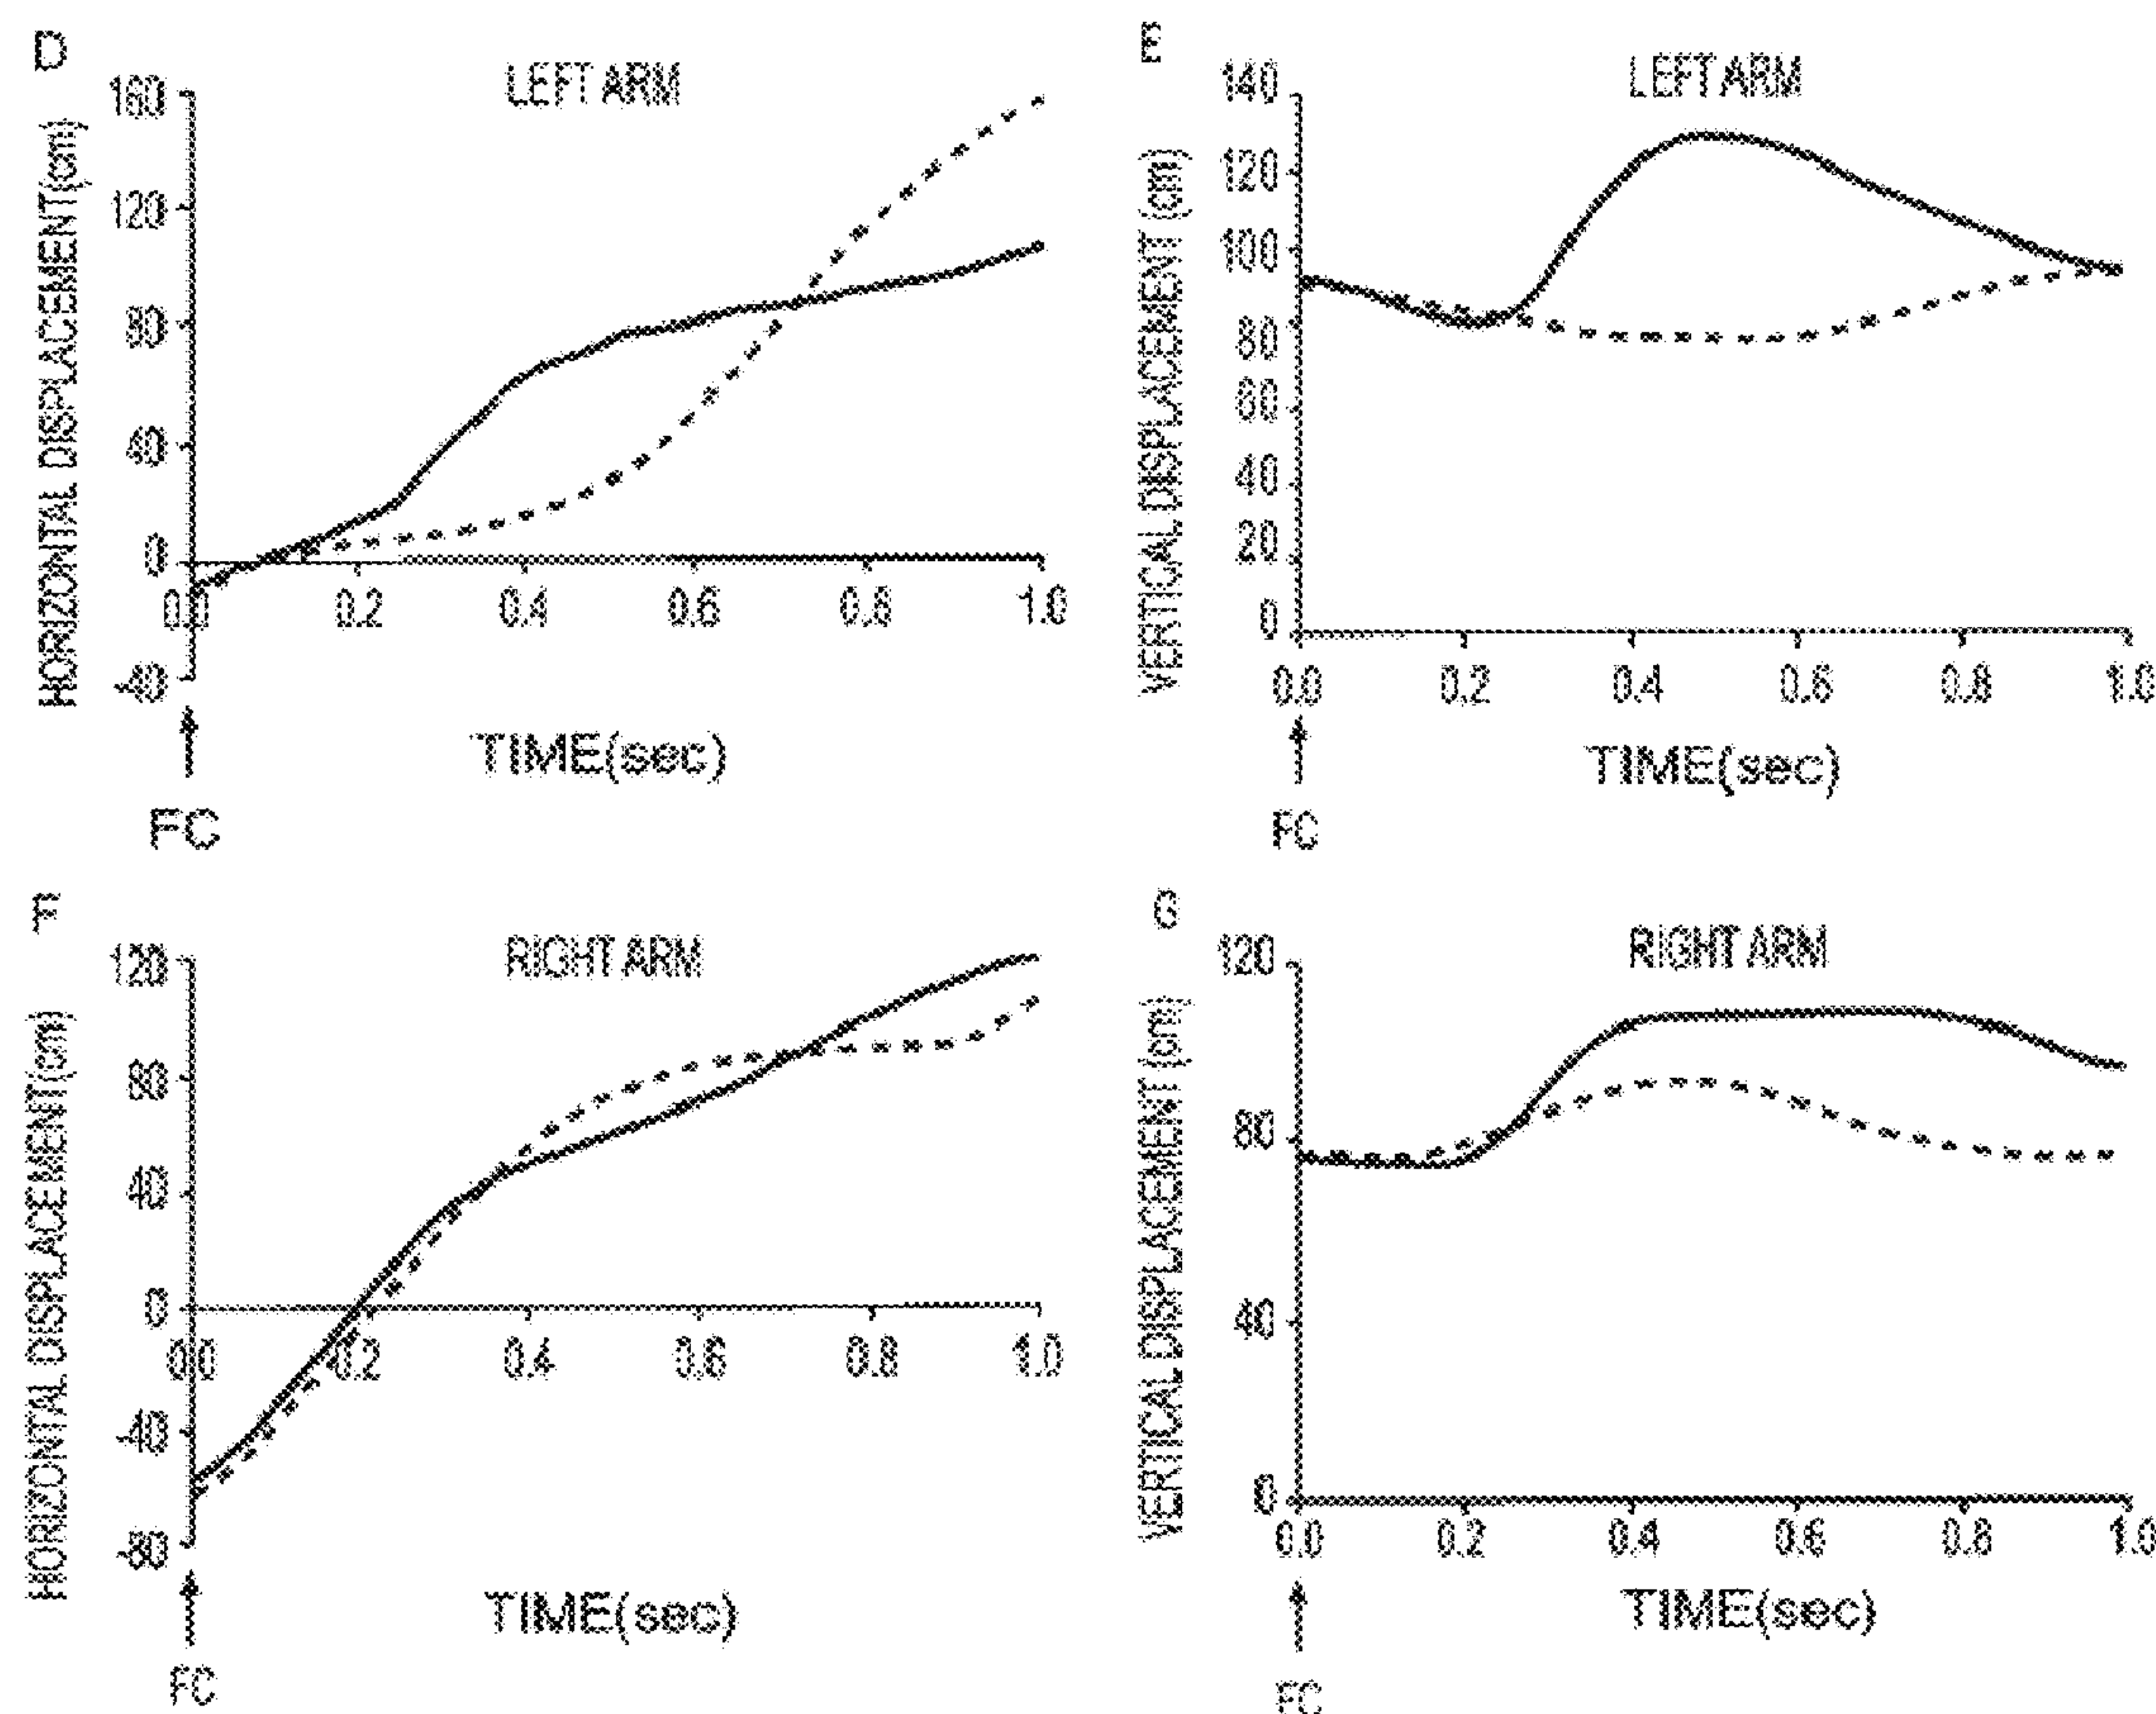 D
LEFT ARM
HORIZONTAL DISPLACEMENT(cm)
160
120
80
40
0
-40
0.0 0.2 0.4 0.6 0.8 1.0
TIME(sec)
FC
E
LEFT ARM
VERTICAL DISPLACEMENT (cm)
140
120
100
80
60
40
20
0
0.0 0.2 0.4 0.6 0.8 1.0
TIME(sec)
FC
F
RIGHT ARM
HORIZONTAL DISPLACEMENT(cm)
120
80
40
0
-40
-80
0.0 0.2 0.4 0.6 0.8 1.0
TIME(sec)
FC
G
RIGHT ARM
VERTICAL DISPLACEMENT (cm)
120
80
40
0
0.0 0.2 0.4 0.6 0.8 1.0
TIME(sec)
FC